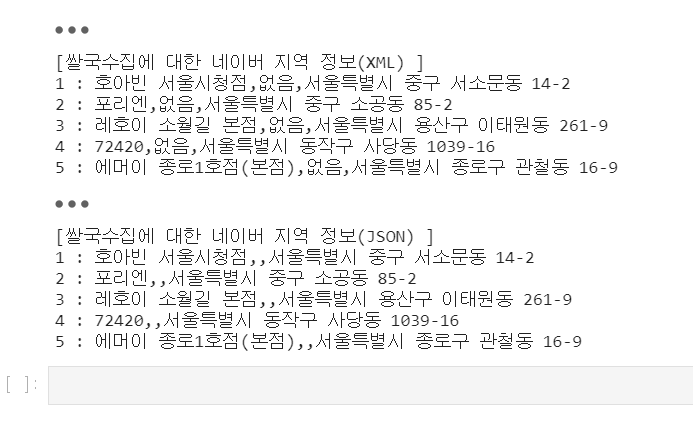 •••
[쌀국수집에 대한 네이버 지역 정보(XML) ]
1 : 호아빈 서울시청점,없음,서울특별시 중구 서소문동 14-2
2 : 포리엔,없음,서울특별시 중구 소공동 85-2
3 : 레호이 소월길 본점,없음,서울특별시 용산구 이태원동 261-9
4 : 72420,없음,서울특별시 동작구 사당동 1039-16
5 : 에머이 종로1호점(본점),없음,서울특별시 종로구 관철동 16-9
•••
[쌀국수집에 대한 네이버 지역 정보(JSON) ]
1 : 호아빈 서울시청점,,서울특별시 중구 서소문동 14-2
2 : 포리엔,,서울특별시 중구 소공동 85-2
3 : 레호이 소월길 본점,,서울특별시 용산구 이태원동 261-9
4 : 72420,,서울특별시 동작구 사당동 1039-16
5 : 에머이 종로1호점(본점),,서울특별시 종로구 관철동 16-9
[ ]: